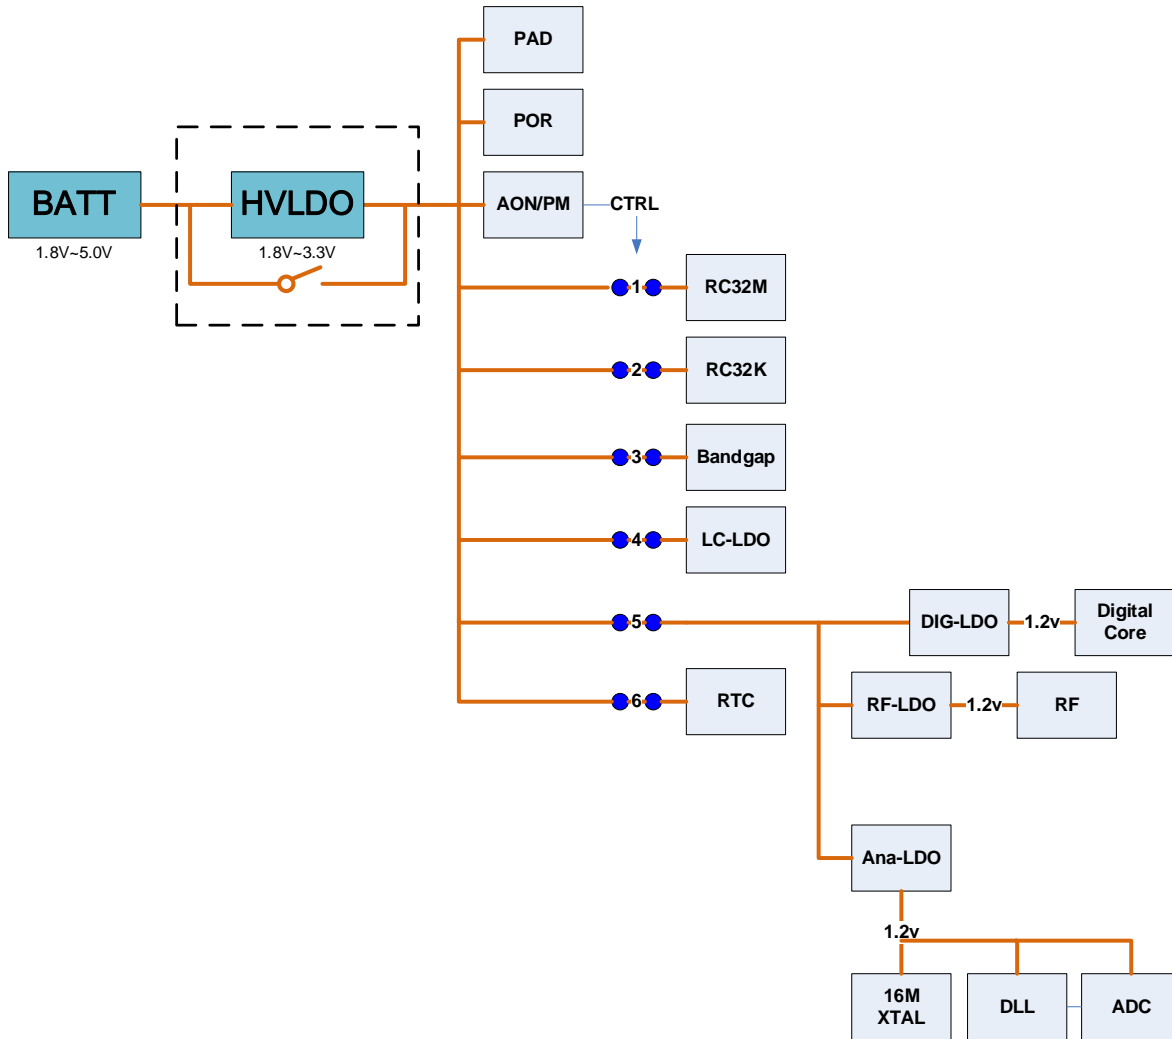 PAD
POR
BATT
HVLDO
AON/PM
CTRL
1.8V~5.0V
1.8V~3.3V
1
RC32M
2
RC32K
3
Bandgap
4
LC-LDO
5
DIG-LDO
1.2v
Digital
Core
6
RTC
RF-LDO
1.2v
RF
Ana-LDO
1.2v
16M
XTAL
DLL
ADC